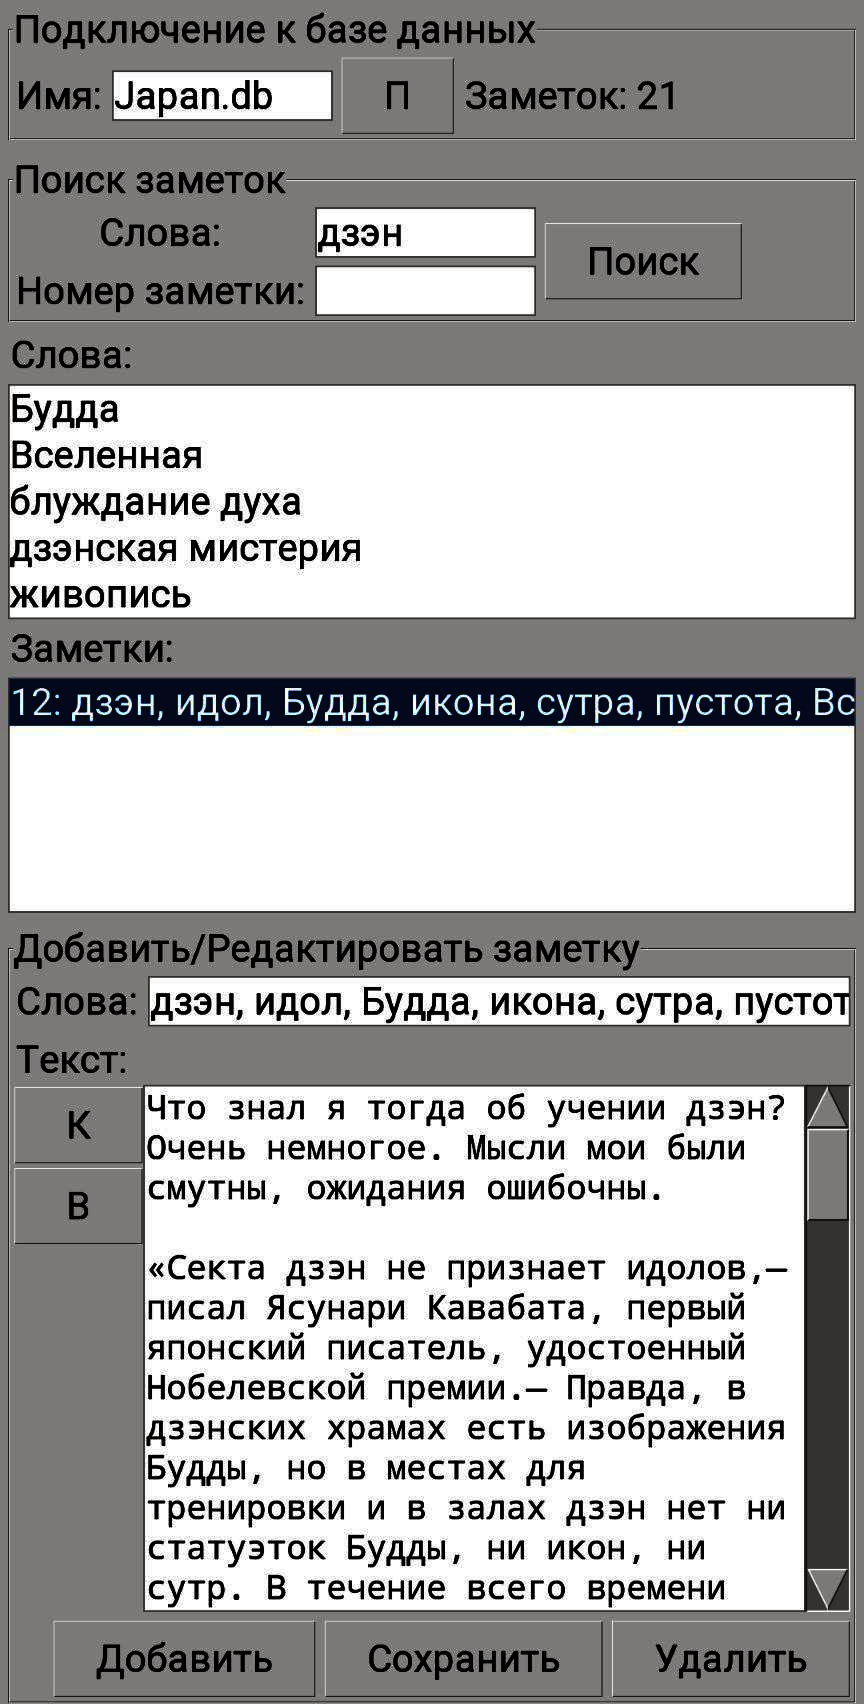 Подключение к базе данных
Имя: Japan.db П Заметок: 21
Поиск заметок
Слова: дзэн
Поиск
Номер заметки:
Слова:
Будда
Вселенная
блуждание духа
дзэнская мистерия
живопись
Заметки:
12: дзэн, идол, Будда, икона, сутра, пустота, Вс
Добавить/Редактировать заметку
Слова: дзэн, идол, Будда, икона, сутра, пустот
Текст:
К
В
Что знал я тогда об учении дзэн?
Очень немногое. Мысли мои были
смутны, ожидания ошибочны.
«Секта дзэн не признает идолов,—
писал Ясунари Кавабата, первый
японский писатель, удостоенный
Нобелевской премии.— Правда, в
дзэнских храмах есть изображения
Будды, но в местах для
тренировки и в залах дзэн нет ни
статуэток Будды, ни икон, ни
сутр. В течение всего времени
Добавить Сохранить Удалить